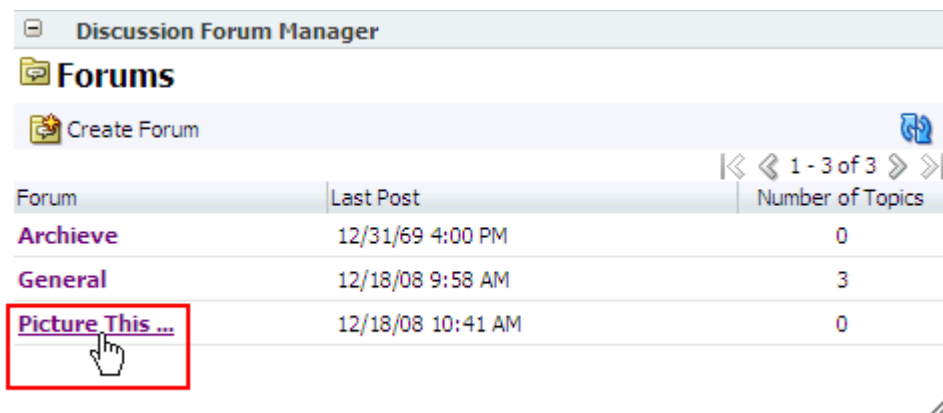 Discussion Forum Manager
Forums
Create Forum
1 - 3 of 3
Forum Last Post Number of Topics
Archieve 12/31/69 4:00 PM 0
General 12/18/08 9:58 AM 3
Picture This ... 12/18/08 10:41 AM 0